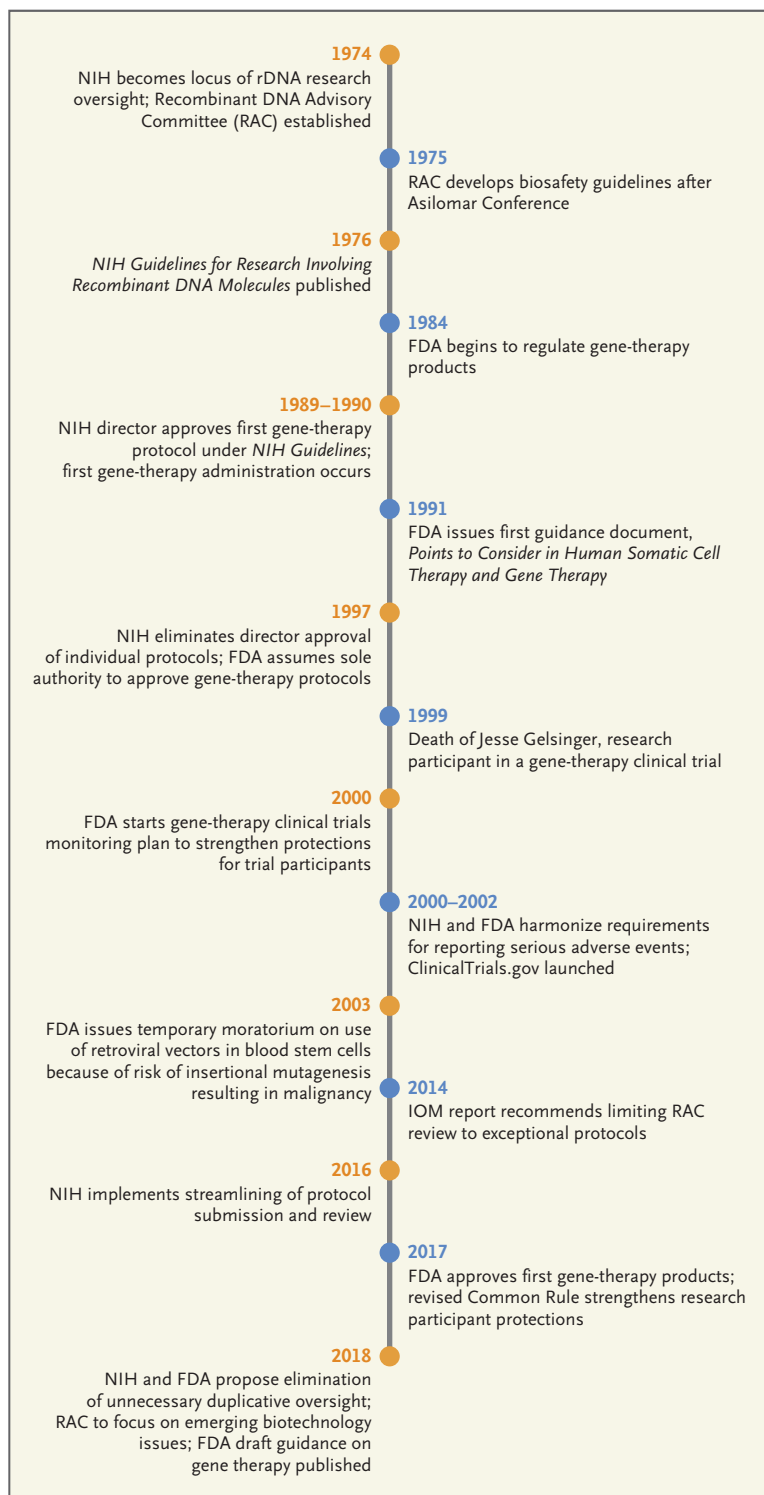 1974
NIH becomes locus of rDNA research
oversight; Recombinant DNA Advisory
Committee (RAC) established
1975
RAC develops biosafety guidelines after
Asilomar Conference
1976
NIH Guidelines for Research Involving
Recombinant DNA Molecules published
1984
FDA begins to regulate gene-therapy
products
1989–1990
NIH director approves first gene-therapy
protocol under NIH Guidelines;
first gene-therapy administration occurs
1991
FDA issues first guidance document,
Points to Consider in Human Somatic Cell
Therapy and Gene Therapy
1997
NIH eliminates director approval
of individual protocols; FDA assumes sole
authority to approve gene-therapy protocols
1999
Death of Jesse Gelsinger, research
participant in a gene-therapy clinical trial
2000
FDA starts gene-therapy clinical trials
monitoring plan to strengthen protections
for trial participants
2000–2002
NIH and FDA harmonize requirements
for reporting serious adverse events;
ClinicalTrials.gov launched
2003
FDA issues temporary moratorium on use
of retroviral vectors in blood stem cells
because of risk of insertional mutagenesis
resulting in malignancy
2014
IOM report recommends limiting RAC
review to exceptional protocols
2016
NIH implements streamlining of protocol
submission and review
2017
FDA approves first gene-therapy products;
revised Common Rule strengthens research
participant protections
2018
NIH and FDA propose elimination
of unnecessary duplicative oversight;
RAC to focus on emerging biotechnology
issues; FDA draft guidance on
gene therapy published